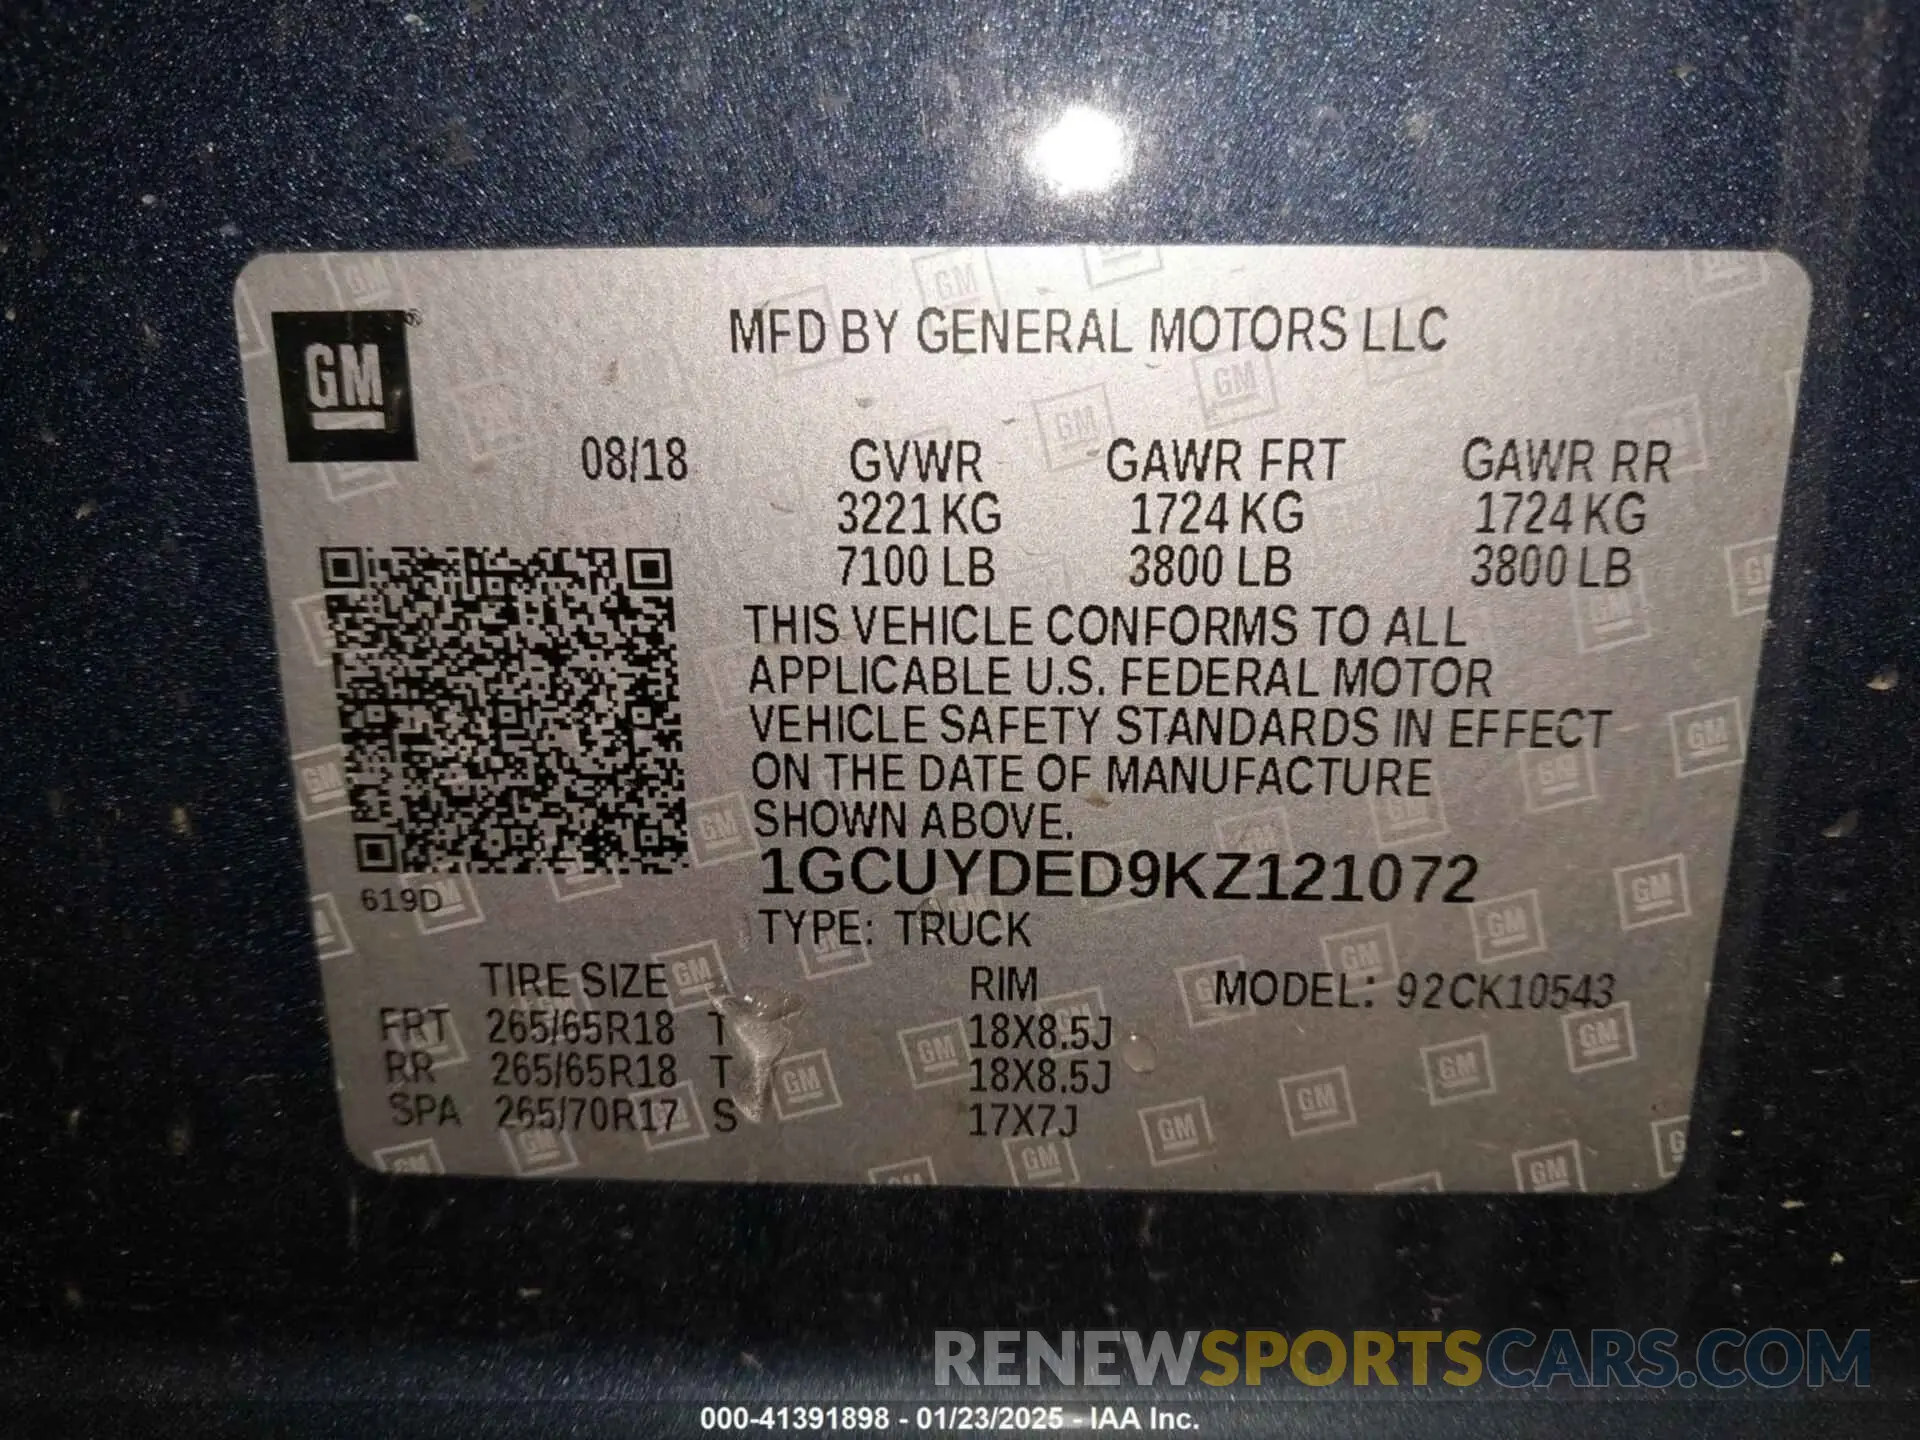 GM®
MFD BY GENERAL MOTORS LLC
08/18 GVWR GAWR FRT GAWR RR
3221 KG 1724 KG 1724 KG
7100 LB 3800 LB 3800 LB
THIS VEHICLE CONFORMS TO ALL
APPLICABLE U.S. FEDERAL MOTOR
VEHICLE SAFETY STANDARDS IN EFFECT
ON THE DATE OF MANUFACTURE
SHOWN ABOVE.
1GCUYDED9KZ121072
619D
TYPE: TRUCK
TIRE SIZE RIM MODEL: 92CK10543
FRT 265/65R18 T 18X8.5J
RR 265/65R18 T 18X8.5J
SPA 265/70R17 S 17X7J
RENEWSPORTSCARS.COM
000-41391898 - 01/23/2025 - IAA Inc.